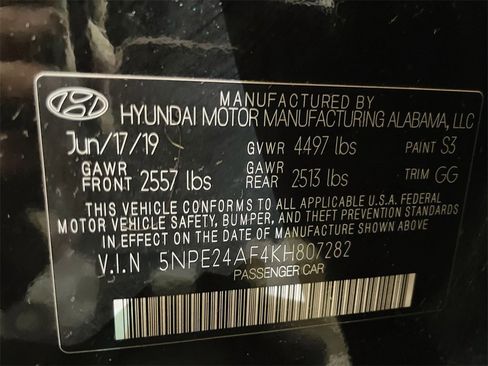 MANUFACTURED BY
HYUNDAI MOTOR MANUFACTURING ALABAMA, LLC
Jun/17/19 GVWR 4497 lbs PAINT S3
GAWR FRONT 2557 lbs GAWR REAR 2513 lbs TRIM GG
THIS VEHICLE CONFORMS TO ALL APPLICABLE U.S.A. FEDERAL
MOTOR VEHICLE SAFETY, BUMPER, AND THEFT PREVENTION STANDARDS
IN EFFECT ON THE DATE OF MANUFACTURE SHOWN ABOVE
V.I.N 5NPE24AF4KH807282
PASSENGER CAR